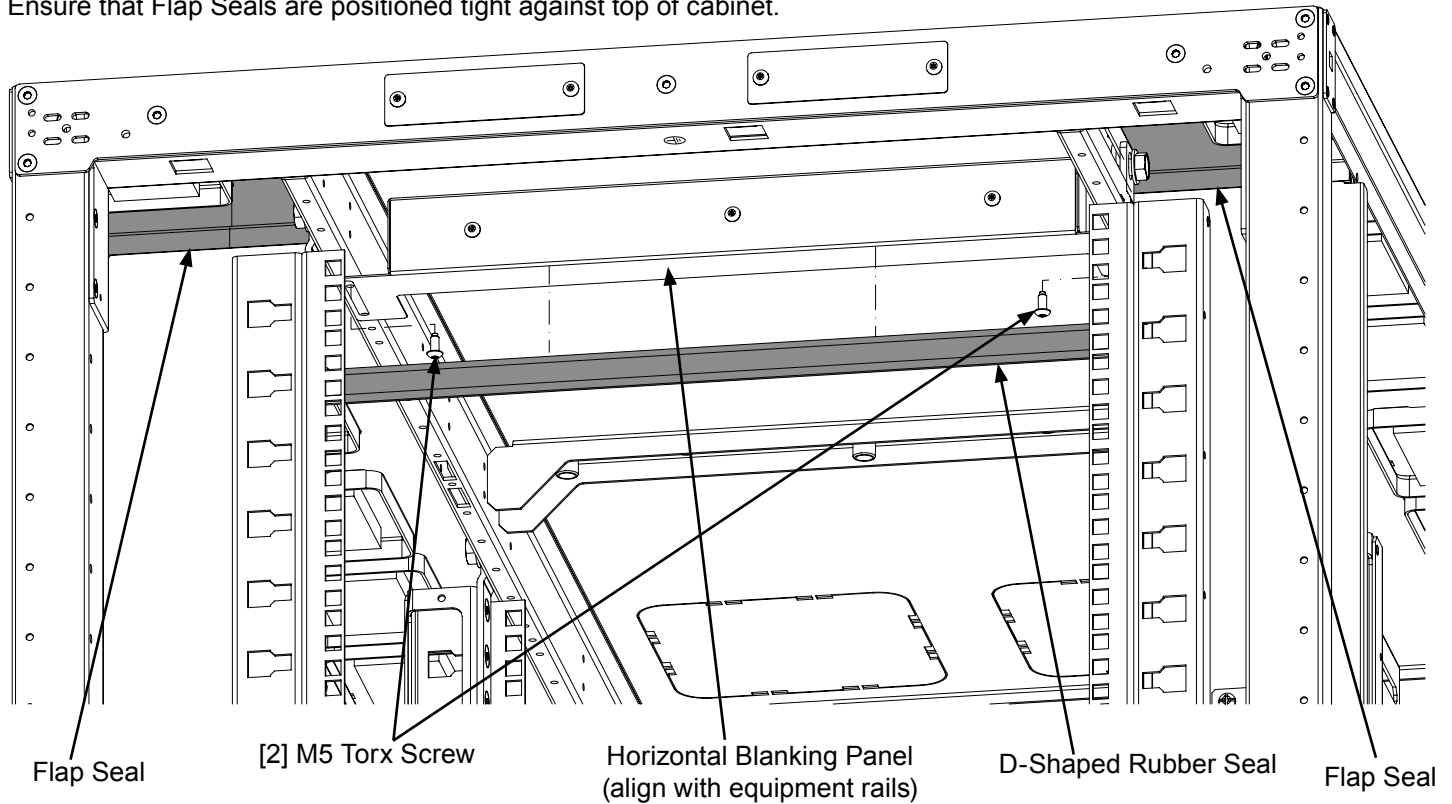 Ensure that Flap Seals are positioned tight against top of cabinet.
Flap Seal
[2] M5 Torx Screw
Horizontal Blanking Panel
(align with equipment rails)
D-Shaped Rubber Seal
Flap Seal